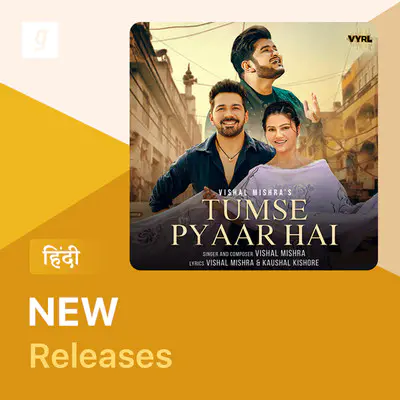 g
VYRL
VISHAL MISHRA'S
TUMSE
PYAAR HAI
SINGER AND COMPOSER VISHAL MISHRA
LYRICS VISHAL MISHRA & KAUSHAL KISHORE
हिंदी
NEW
Releases